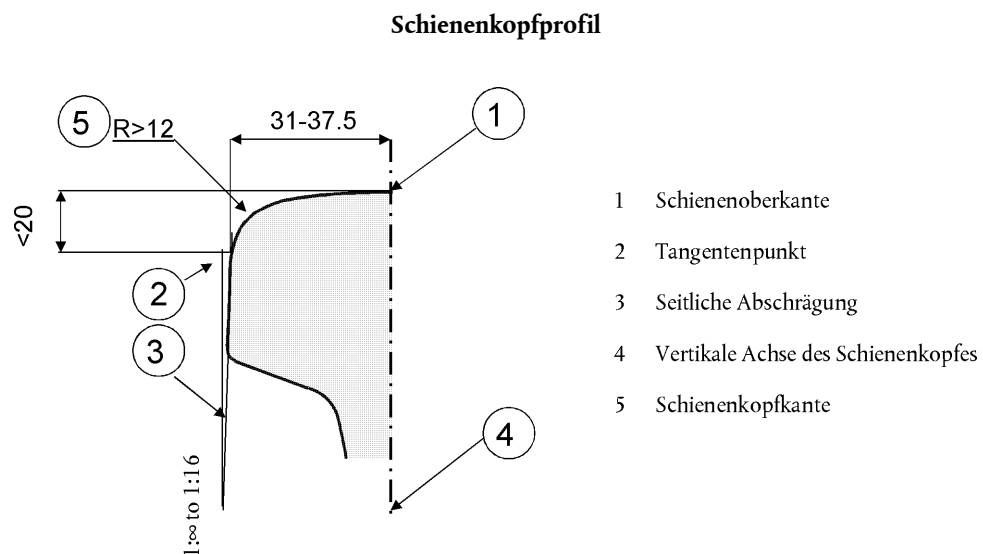 Schienenkopfprofil
5
R>12
31-37.5
1
<20
2
3
4
1:∞ to 1:16
1 Schienenoberkante
2 Tangentenpunkt
3 Seitliche Abschrägung
4 Vertikale Achse des Schienenkopfes
5 Schienenkopfkante